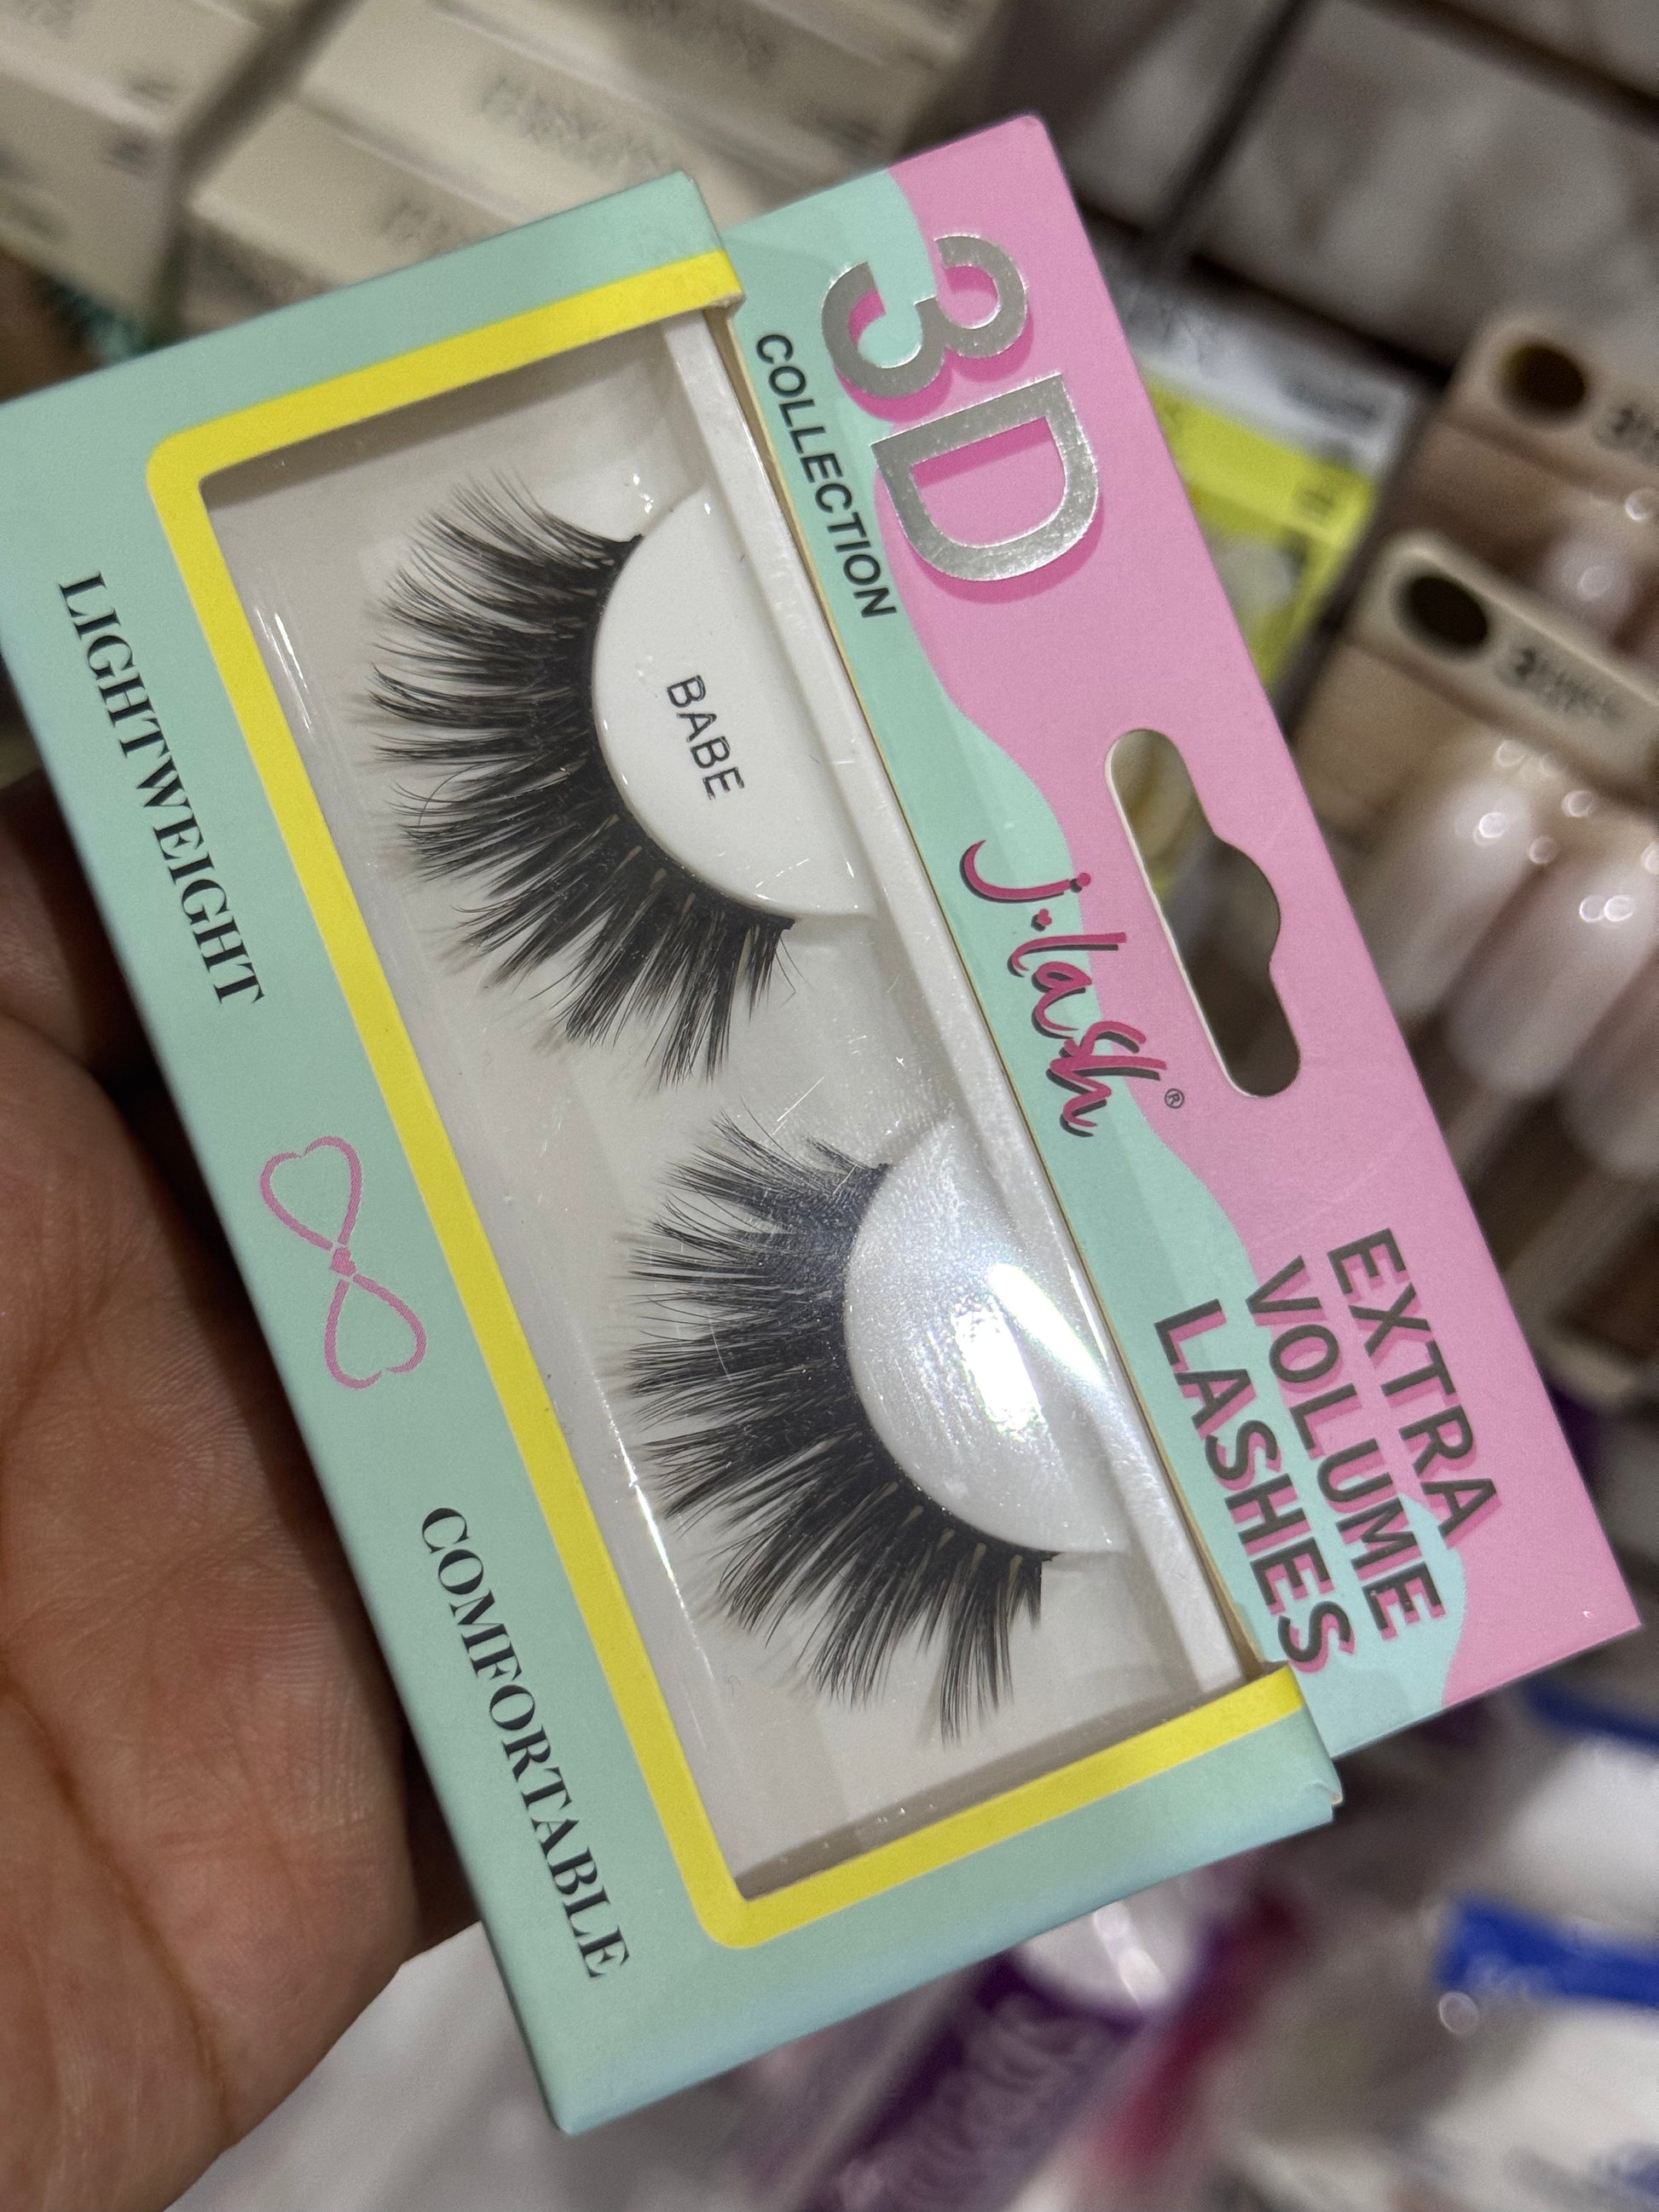 3D
COLLECTION
j.lash®
EXTRA
VOLUME
LASHES
BABE
LIGHTWEIGHT
COMFORTABLE